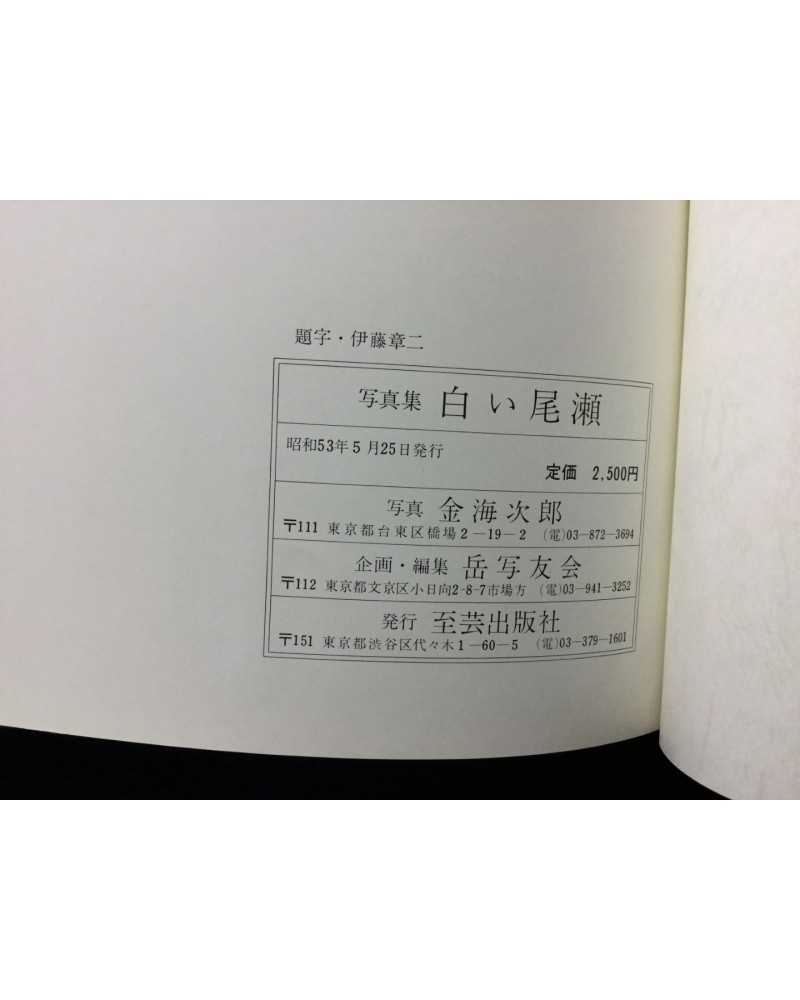 題字・伊藤章二
写真集 白い尾瀬
昭和53年5月25日発行
定価 2,500円
写真 金海次郎
〒111 東京都台東区橋場2―19―2 (電)03―872―3694
企画・編集 岳写友会
〒112 東京都文京区小日向2-8-7市場方 (電)03―941―3252
発行 至芸出版社
〒151 東京都渋谷区代々木1―60―5 (電)03―379―1601